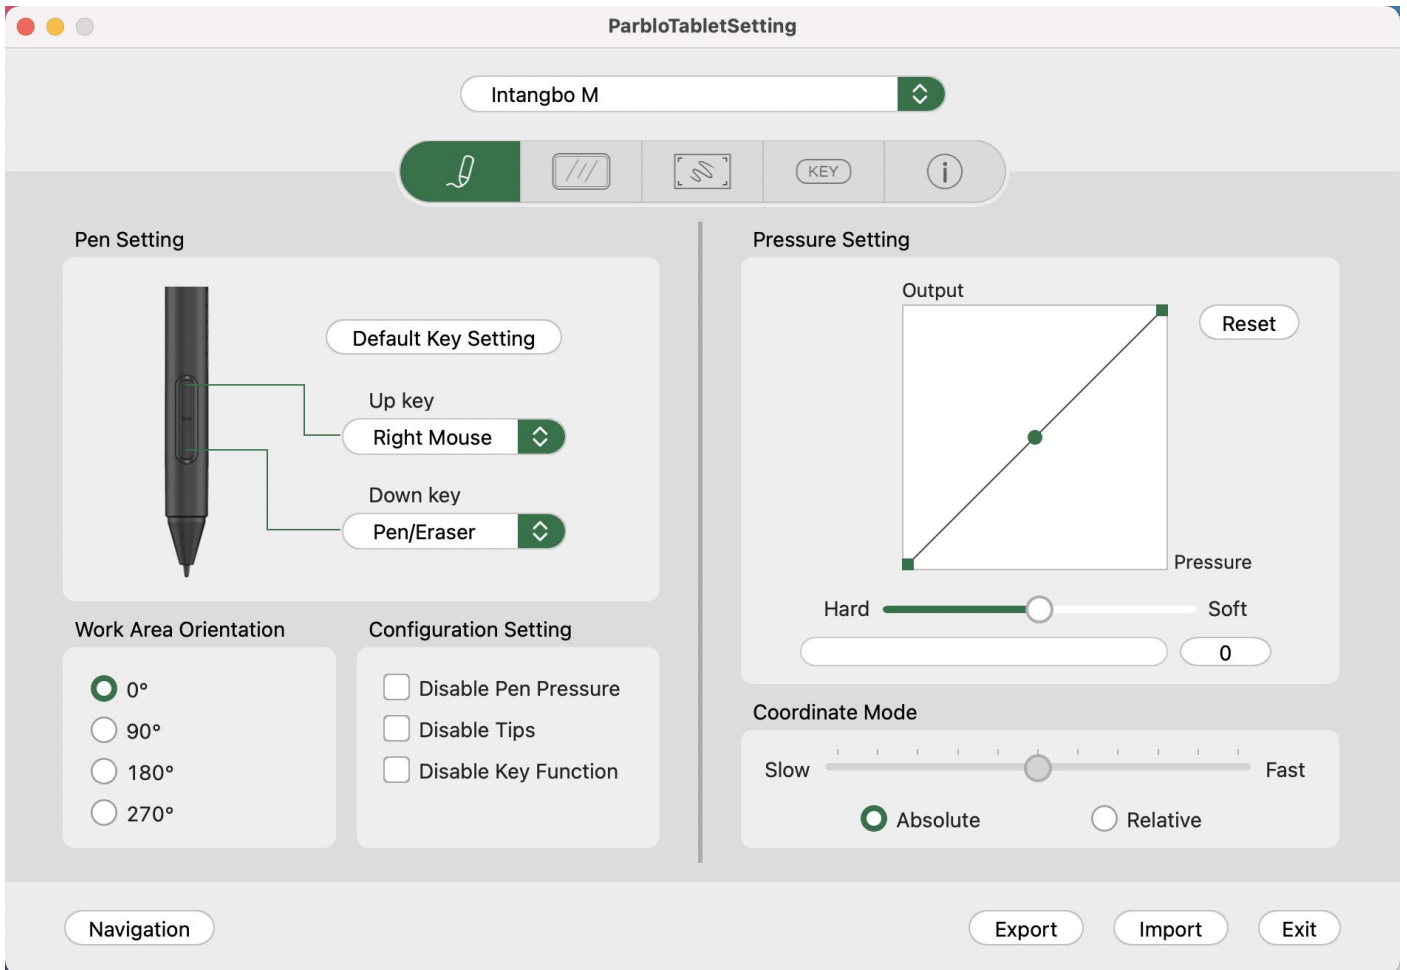 ParbloTabletSetting
Intangbo M
KEY
i
Pen Setting
Default Key Setting
Up key
Right Mouse
Down key
Pen/Eraser
Work Area Orientation
0°
90°
180°
270°
Configuration Setting
Disable Pen Pressure
Disable Tips
Disable Key Function
Pressure Setting
Output
Reset
Pressure
Hard
Soft
0
Coordinate Mode
Slow
Fast
Absolute
Relative
Navigation
Export
Import
Exit